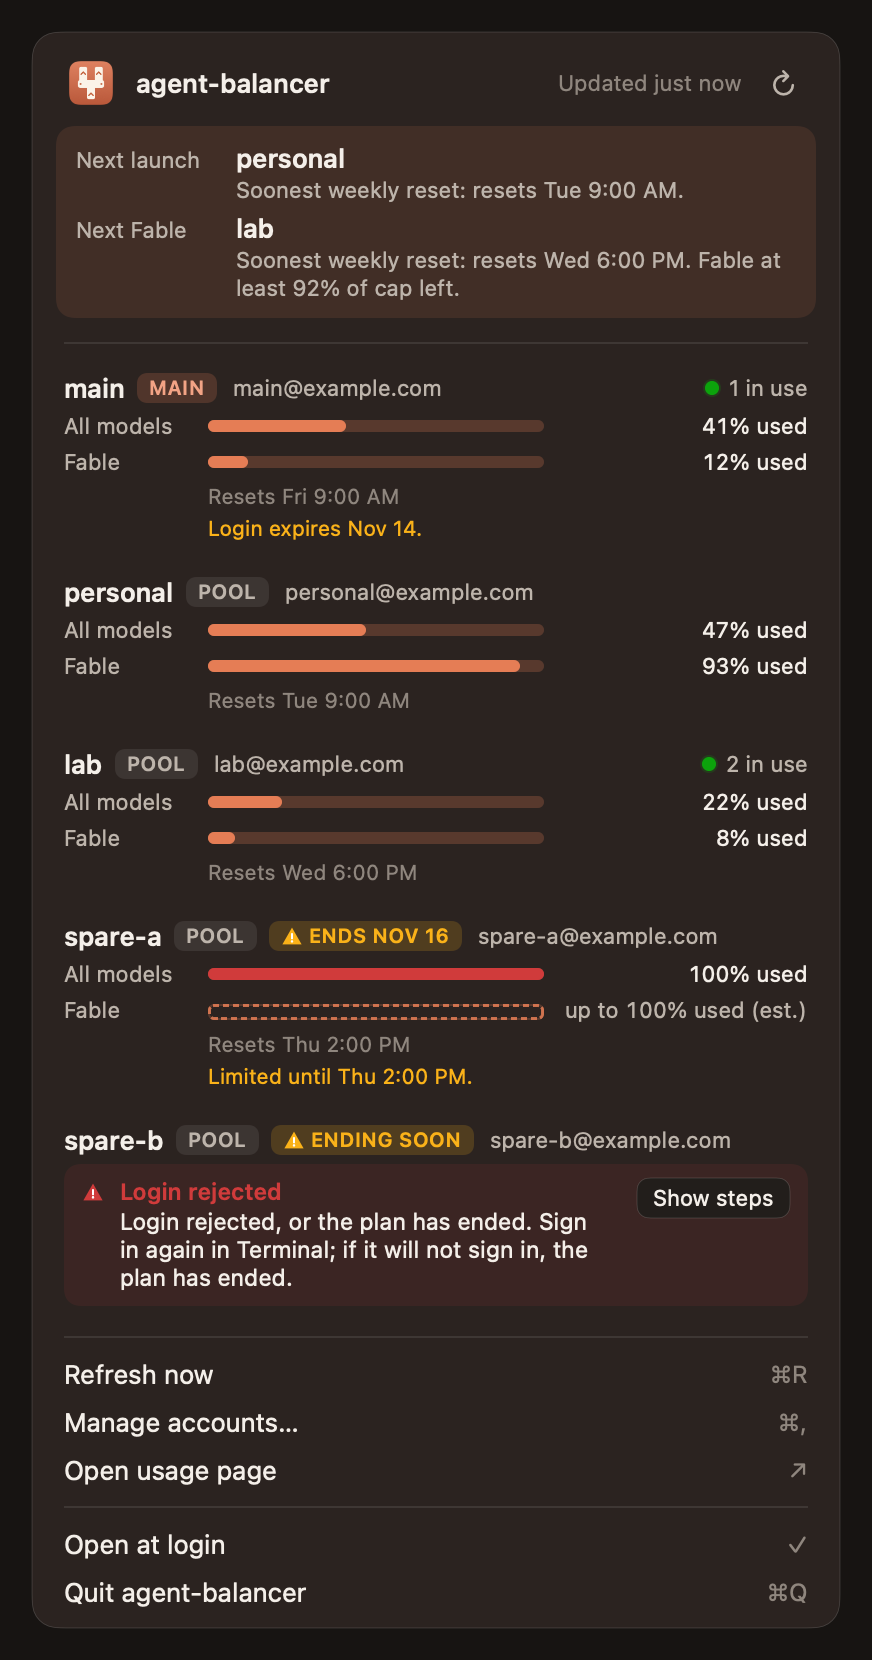 agent-balancer
Updated just now
Next launch
personal
Soonest weekly reset: resets Tue 9:00 AM.
Next Fable
lab
Soonest weekly reset: resets Wed 6:00 PM. Fable at
least 92% of cap left.
main MAIN main@example.com 1 in use
All models 41% used
Fable 12% used
Resets Fri 9:00 AM
Login expires Nov 14.
personal POOL personal@example.com
All models 47% used
Fable 93% used
Resets Tue 9:00 AM
lab POOL lab@example.com 2 in use
All models 22% used
Fable 8% used
Resets Wed 6:00 PM
spare-a POOL ENDS NOV 16 spare-a@example.com
All models 100% used
Fable up to 100% used (est.)
Resets Thu 2:00 PM
Limited until Thu 2:00 PM.
spare-b POOL ENDING SOON spare-b@example.com
Login rejected
Login rejected, or the plan has ended. Sign
in again in Terminal; if it will not sign in, the
plan has ended.
Show steps
Refresh now ⌘R
Manage accounts... ⌘,
Open usage page ↗
Open at login ✓
Quit agent-balancer ⌘Q